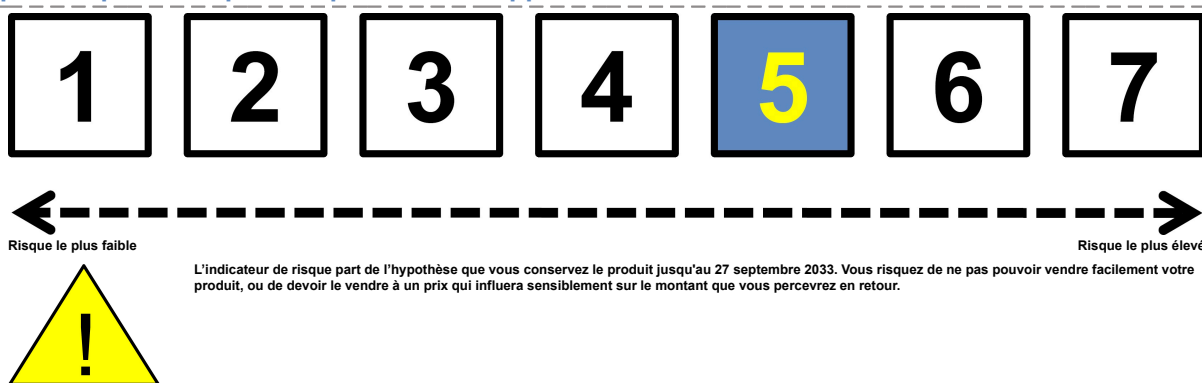 1 2 3 4 5 6 7
Risque le plus faible Risque le plus élevé
L'indicateur de risque part de l'hypothèse que vous conservez le produit jusqu'au 27 septembre 2033. Vous risquez de ne pas pouvoir vendre facilement votre
produit, ou de devoir le vendre à un prix qui influera sensiblement sur le montant que vous percevrez en retour.
!